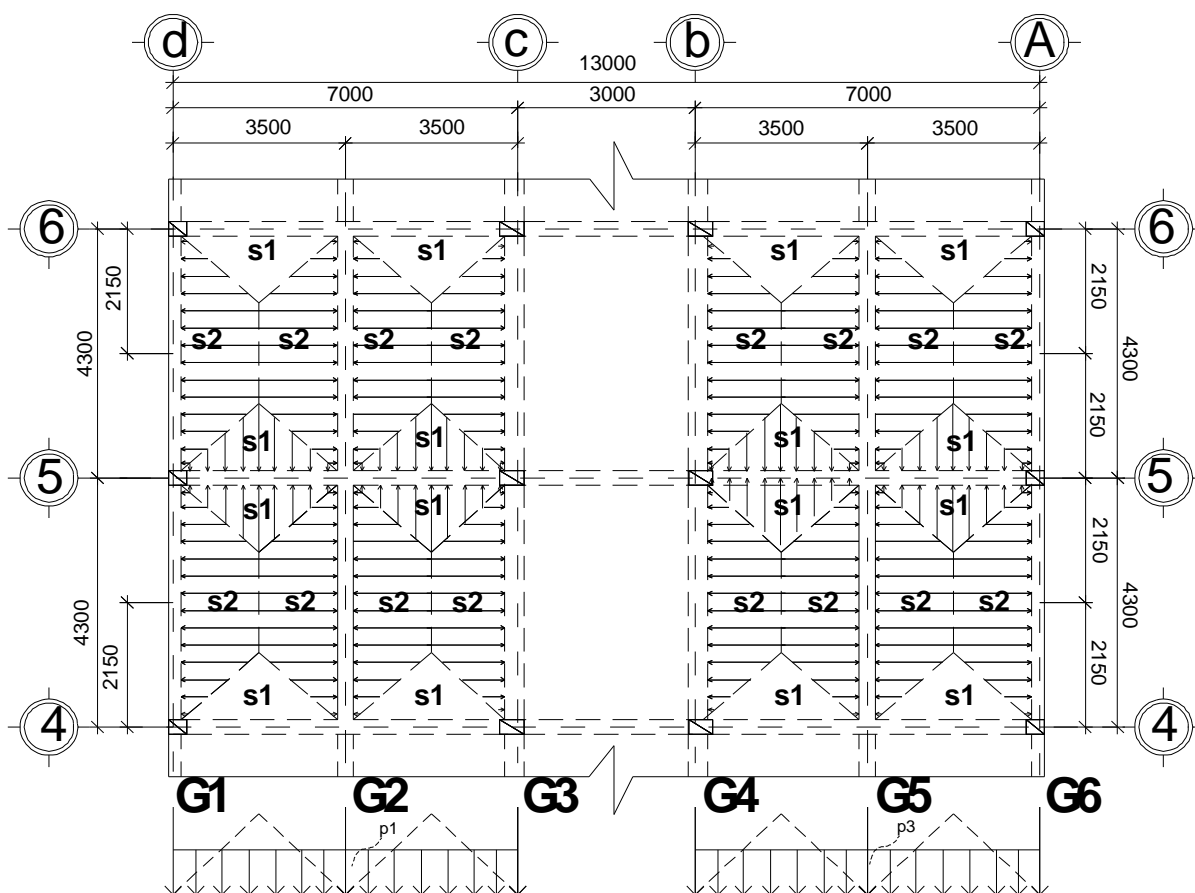 d c b A
13000
7000 3000 7000
3500 3500 3500 3500
6 6
s1 s1 s1 s1
2150 2150
4300 4300
s2 s2 s2 s2 s2 s2 s2 s2
2150
s1 s1 s1 s1
5 5
s1 s1 s1 s1
2150
4300 4300
s2 s2 s2 s2 s2 s2 s2 s2
2150 2150
s1 s1 s1 s1
4 4
G1 G2 G3 G4 G5 G6
p1 p3